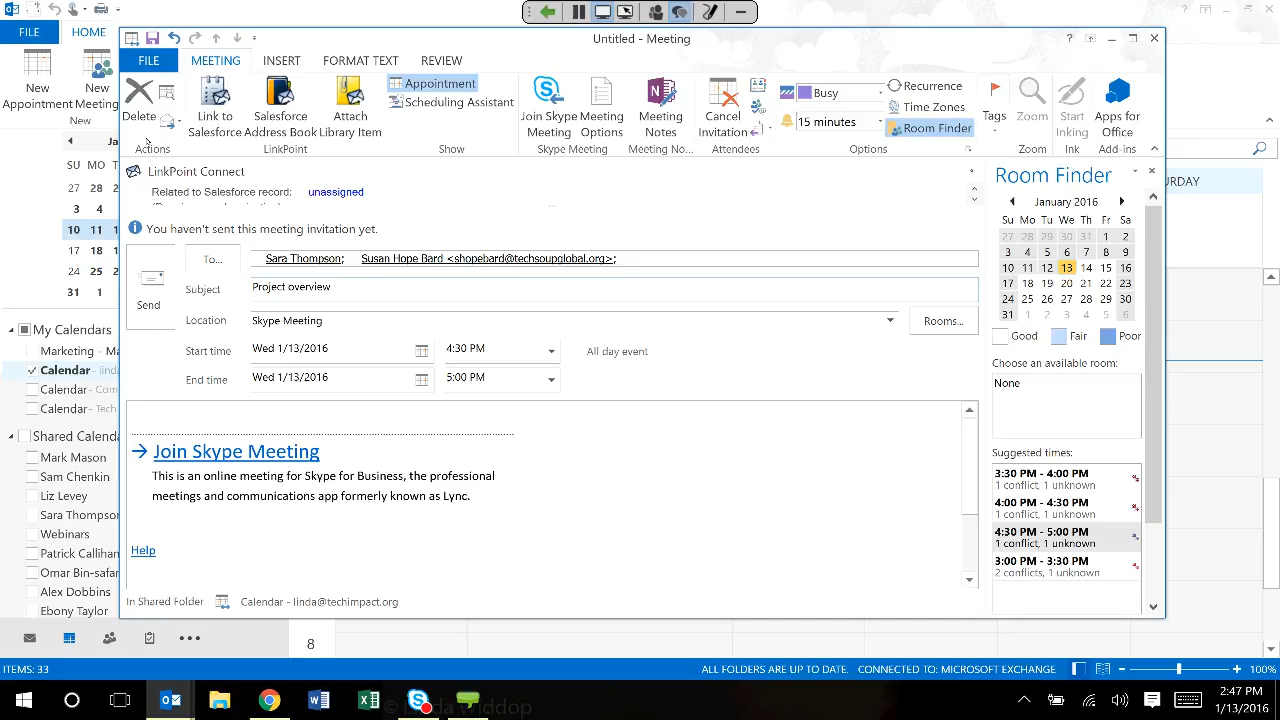 FILE
HOME
Untitled - Meeting
FILE
MEETING
INSERT
FORMAT TEXT
REVIEW
New
Appointment
New
Meeting
New
Delete
Actions
Link to
Salesforce
Salesforce
Address Book
Attach
Library Item
LinkPoint
Appointment
Scheduling Assistant
Show
Join Skype
Meeting
Meeting
Options
Skype Meeting
Meeting
Notes
Meeting No...
Cancel
Invitation
Attendees
Busy
15 minutes
Recurrence
Time Zones
Room Finder
Options
Tags
Zoom
Zoom
Start
Inking
Ink
Apps for
Office
Add-ins
SU MO
27 28
3 4
10 11
17 18
24 25
31 1
LinkPoint Connect
Related to Salesforce record: unassigned
You haven't sent this meeting invitation yet.
To...
Sara Thompson; Susan Hope Bard <shopebard@techsoupglobal.org>;
Send
Subject
Project overview
Location
Skype Meeting
Rooms...
Start time
Wed 1/13/2016
4:30 PM
All day event
End time
Wed 1/13/2016
5:00 PM
Join Skype Meeting
This is an online meeting for Skype for Business, the professional
meetings and communications app formerly known as Lync.
Help
In Shared Folder
Calendar - linda@techimpact.org
Room Finder
January 2016
Su Mo Tu We Th Fr Sa
27 28 29 30 31 1 2
3 4 5 6 7 8 9
10 11 12 13 14 15 16
17 18 19 20 21 22 23
24 25 26 27 28 29 30
31 1 2 3 4 5 6
Good
Fair
Poor
Choose an available room:
None
Suggested times:
3:30 PM - 4:00 PM
1 conflict, 1 unknown
4:00 PM - 4:30 PM
1 conflict, 1 unknown
4:30 PM - 5:00 PM
1 conflict, 1 unknown
3:00 PM - 3:30 PM
2 conflicts, 1 unknown
URDAY
My Calendars
Marketing - Ma
Calendar - linda
Calendar - Com
Calendar - Tech
Shared Calenda
Mark Mason
Sam Chenkin
Liz Levey
Sara Thompson
Webinars
Patrick Calliha
Omar Bin-safar
Alex Dobbins
Ebony Taylor
8
ITEMS: 33
ALL FOLDERS ARE UP TO DATE.
CONNECTED TO: MICROSOFT EXCHANGE
100%
2:47 PM
1/13/2016